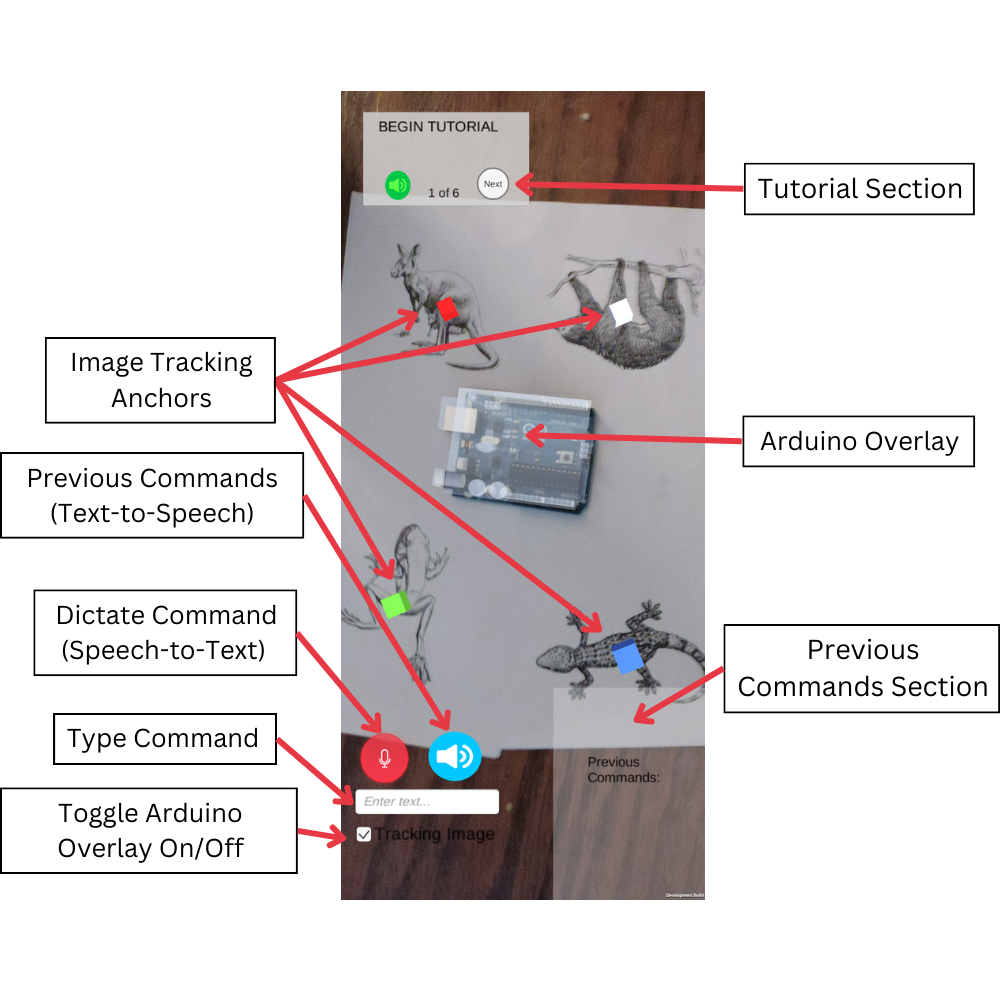 BEGIN TUTORIAL
1 of 6
Next
Tutorial Section
Image Tracking
Anchors
Arduino Overlay
Previous Commands
(Text-to-Speech)
Dictate Command
(Speech-to-Text)
Previous
Commands Section
Type Command
Previous
Commands:
Enter text...
Toggle Arduino
Overlay On/Off
Tracking Image
Development Build